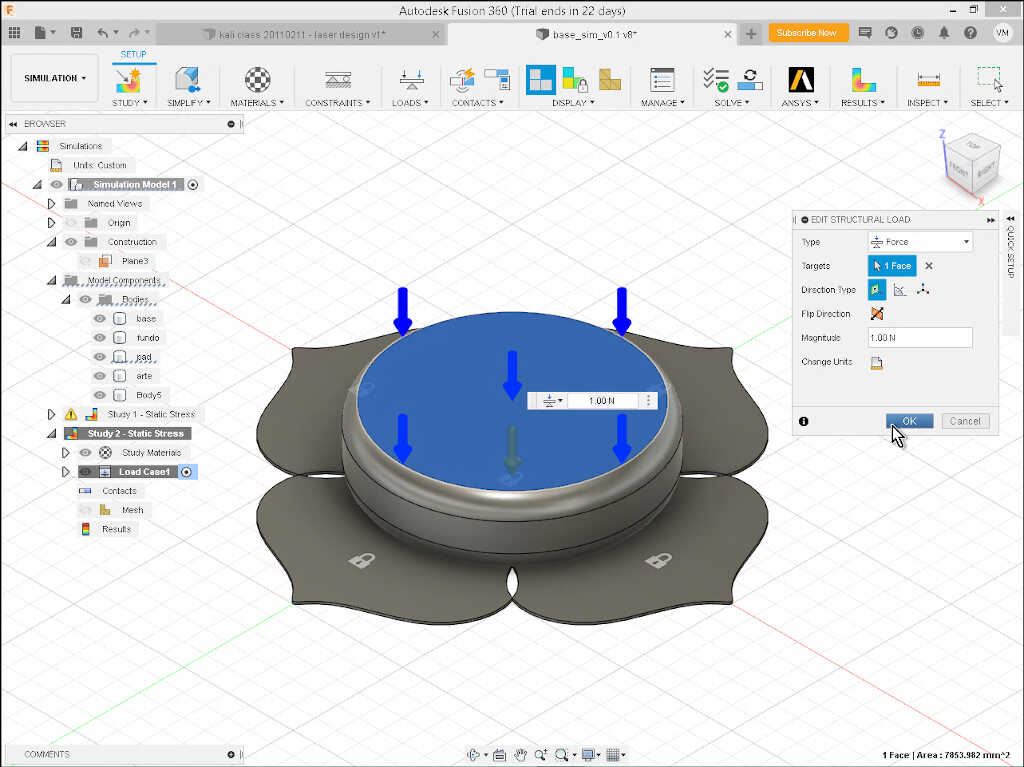 Autodesk Fusion 360 (Trial ends in 22 days)
kali class 20110211 - laser design v1*
base_sim_v0.1 v8*
Subscribe Now
VM
SETUP
SIMULATION
STUDY
SIMPLIFY
MATERIALS
CONSTRAINTS
LOADS
CONTACTS
DISPLAY
MANAGE
SOLVE
ANSYS
RESULTS
INSPECT
SELECT
BROWSER
Simulations
Units: Custom
Simulation Model 1
Named Views
Origin
Construction
Plane3
Model Components
Bodies
base
fundo
pad
arte
Body5
Study 1 - Static Stress
Study 2 - Static Stress
Study Materials
Load Case1
Contacts
Mesh
Results
Z
TOP
FRONT
RIGHT
X
EDIT STRUCTURAL LOAD
Type
Force
Targets
1 Face
Direction Type
Flip Direction
Magnitude
1.00 N
Change Units
OK
Cancel
QUICK SETUP
1.00 N
COMMENTS
1 Face | Area : 7853.982 mm^2